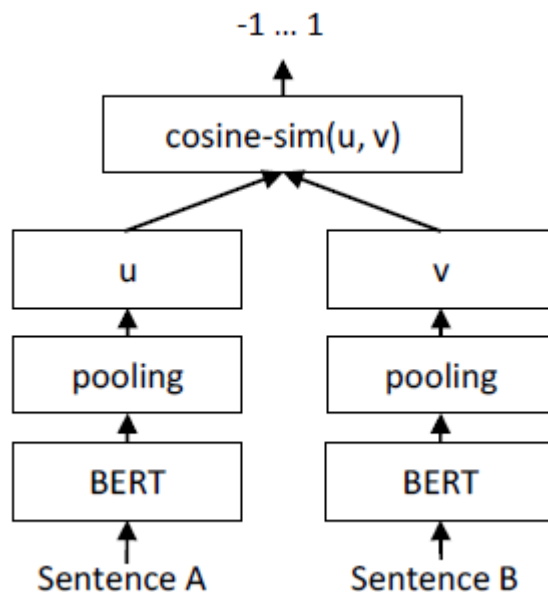 -1 ... 1
cosine-sim(u, v)
u
v
pooling
pooling
BERT
BERT
Sentence A
Sentence B